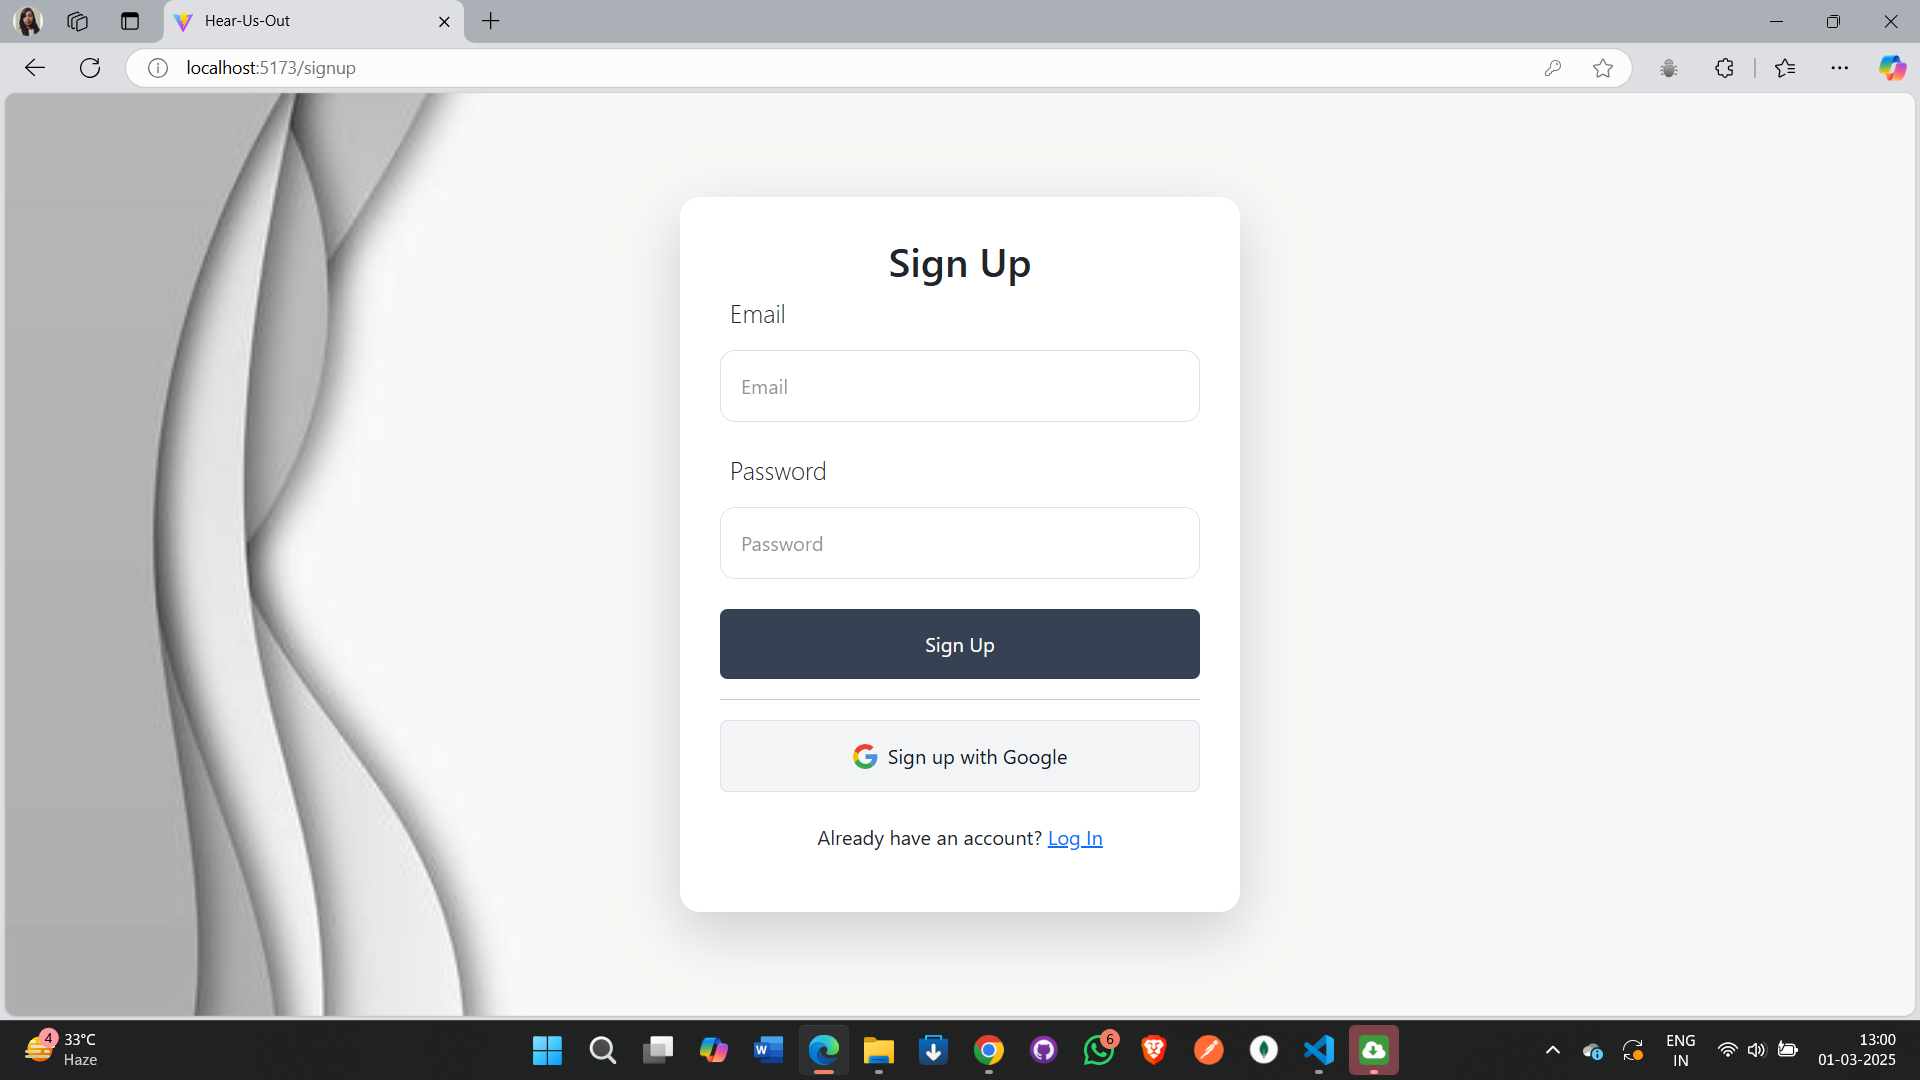 Hear-Us-Out
localhost:5173/signup
Sign Up
Email
Email
Password
Password
Sign Up
Sign up with Google
Already have an account? Log In
4
33°C
Haze
W
6
ENG
IN
13:00
01-03-2025